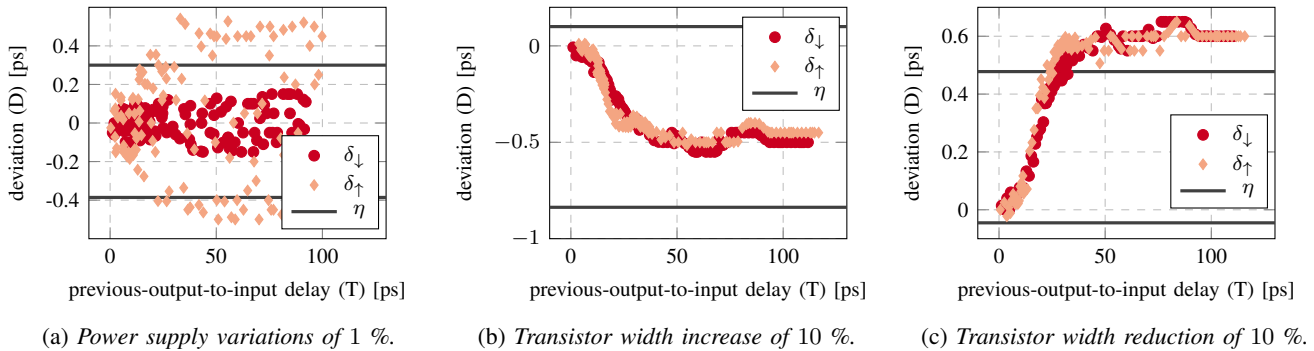 deviation (D) [ps]
0.4
0.2
0
-0.2
-0.4
0
50
100
δ↓
δ↑
η
previous-output-to-input delay (T) [ps]
(a) Power supply variations of 1 %.
deviation (D) [ps]
0
−0.5
−1
0
50
100
δ↓
δ↑
η
previous-output-to-input delay (T) [ps]
(b) Transistor width increase of 10 %.
deviation (D) [ps]
0.6
0.4
0.2
0
0
50
100
δ↓
δ↑
η
previous-output-to-input delay (T) [ps]
(c) Transistor width reduction of 10 %.